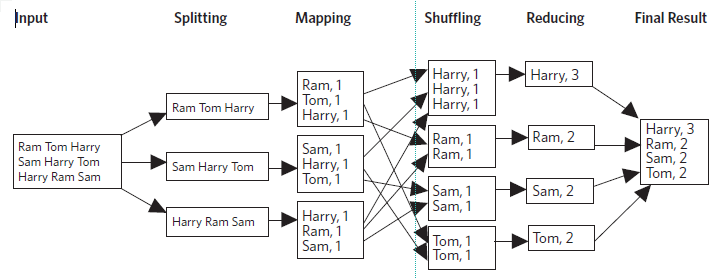 Input
Splitting
Mapping
Shuffling
Reducing
Final Result
Ram Tom Harry
Sam Harry Tom
Harry Ram Sam
Ram Tom Harry
Sam Harry Tom
Harry Ram Sam
Ram, 1
Tom, 1
Harry, 1
Sam, 1
Harry, 1
Tom, 1
Harry, 1
Ram, 1
Sam, 1
Harry, 1
Harry, 1
Harry, 1
Ram, 1
Ram, 1
Sam, 1
Sam, 1
Tom, 1
Tom, 1
Harry, 3
Ram, 2
Sam, 2
Tom, 2
Harry, 3
Ram, 2
Sam, 2
Tom, 2